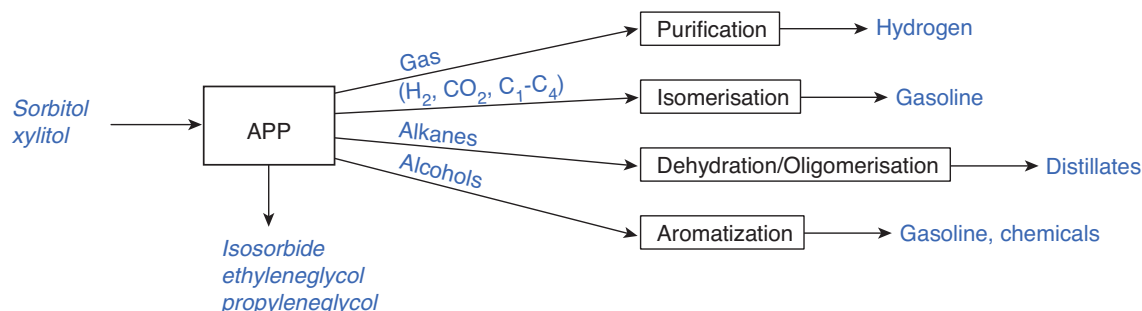 Sorbitol
xylitol
APP
Isosorbide
ethyleneglycol
propyleneglycol
Gas
(H₂, CO₂, C₁-C₄)
Alkanes
Alcohols
Purification
Hydrogen
Isomerisation
Gasoline
Dehydration/Oligomerisation
Distillates
Aromatization
Gasoline, chemicals